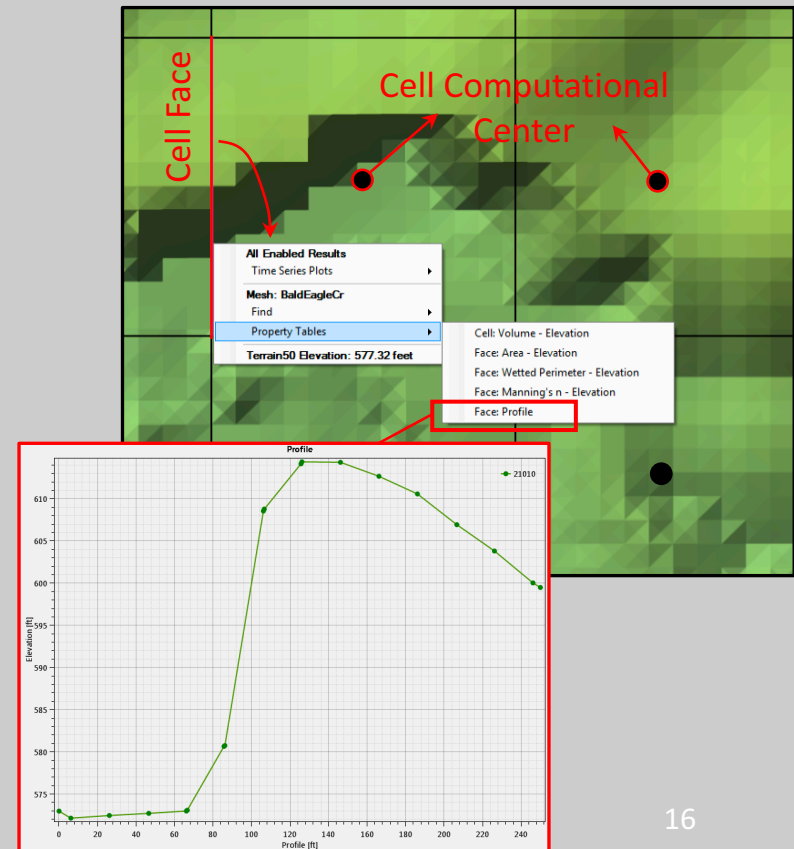 Cell Face
Cell Computational
Center
All Enabled Results
Time Series Plots
Mesh: BaldEagleCr
Find
Property Tables
Terrain50 Elevation: 577.32 feet
Cell: Volume - Elevation
Face: Area - Elevation
Face: Wetted Perimeter - Elevation
Face: Manning's n - Elevation
Face: Profile
Profile
21010
Elevation [ft]
610
605
600
595
590
585
580
575
0 20 40 60 80 100 120 140 160 180 200 220 240
Profile [ft]
16